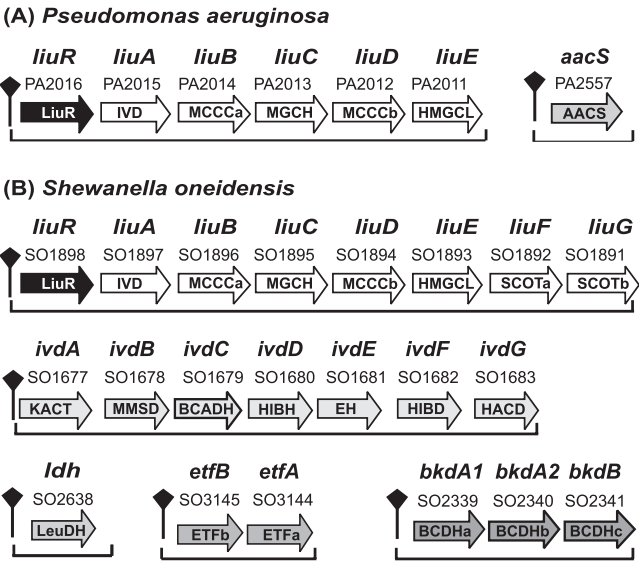 (A) Pseudomonas aeruginosa
liuR liuA liuB liuC liuD liuE aacS
PA2016 PA2015 PA2014 PA2013 PA2012 PA2011 PA2557
LiuR IVD MCCCa MGCH MCCCb HMGCL AACS
(B) Shewanella oneidensis
liuR liuA liuB liuC liuD liuE liuF liuG
SO1898 SO1897 SO1896 SO1895 SO1894 SO1893 SO1892 SO1891
LiuR IVD MCCCa MGCH MCCCb HMGCL SCOTa SCOTb
ivdA ivdB ivdC ivdD ivdE ivdF ivdG
SO1677 SO1678 SO1679 SO1680 SO1681 SO1682 SO1683
KACT MMSD BCADH HIBH EH HIBD HACD
ldh etfB etfA bkdA1 bkdA2 bkdB
SO2638 SO3145 SO3144 SO2339 SO2340 SO2341
LeuDH ETFb ETFa BCDHa BCDHb BCDHc